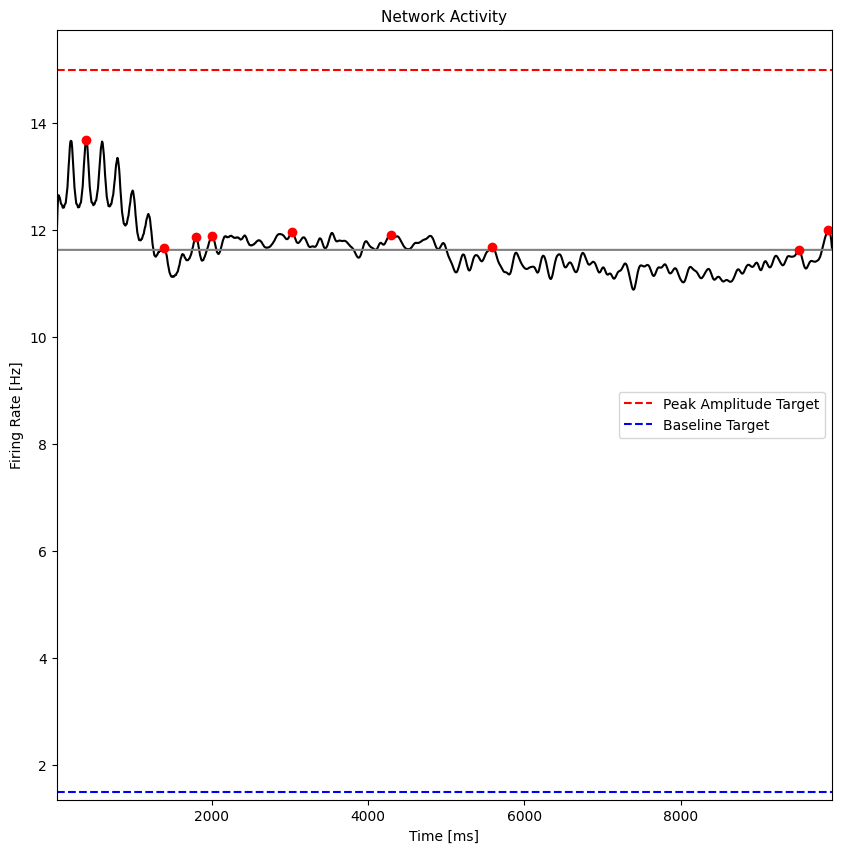 Network Activity
14
12
10
8
6
4
2
Firing Rate [Hz]
Peak Amplitude Target
Baseline Target
2000
4000
6000
8000
Time [ms]